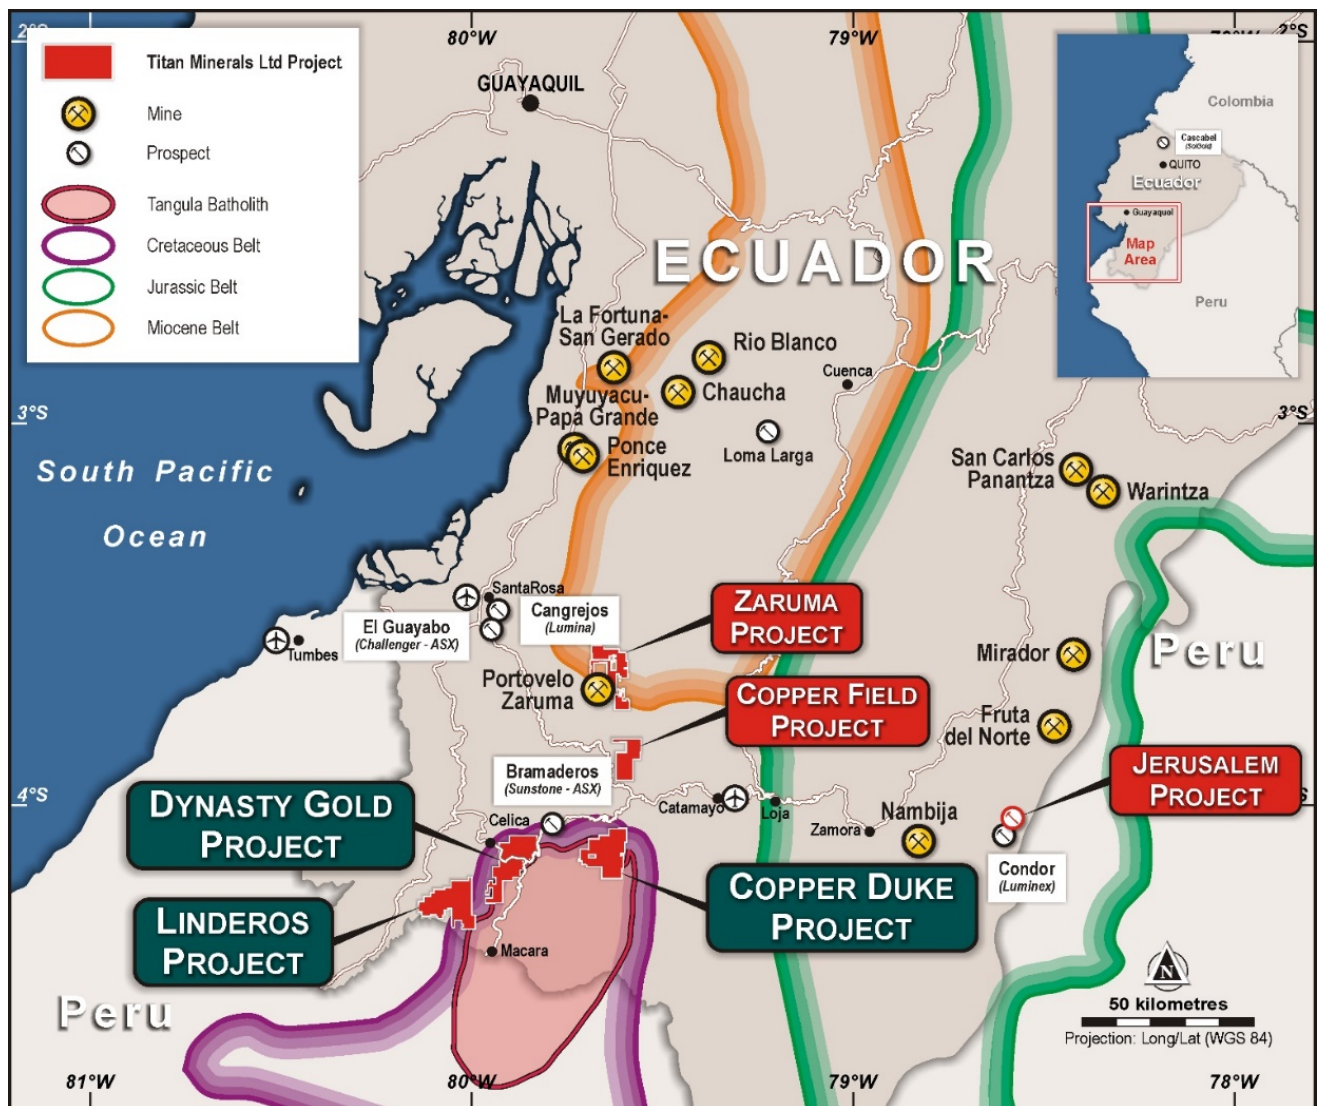 2°S
80°W
79°W
2°S
Titan Minerals Ltd Project
Mine
Prospect
Tangula Batholith
Cretaceous Belt
Jurassic Belt
Miocene Belt
GUAYAQUIL
Colombia
Cascabel
(SolGold)
QUITO
Ecuador
Guayaquol
Map
Area
Peru
ECUADOR
La Fortuna-
San Gerado
Rio Blanco
Chaucha
Cuenca
Muyuyacu-
Papa Grande
Ponce
Enriquez
Loma Larga
3°S
3°S
South Pacific
Ocean
San Carlos
Panantza
Warintza
SantaRosa
El Guayabo
(Challenger - ASX)
Cangrejos
(Lumina)
Tumbes
ZARUMA
PROJECT
Portovelo
Zaruma
COPPER FIELD
PROJECT
Mirador
Peru
Fruta
del Norte
JERUSALEM
PROJECT
Bramaderos
(Sunstone - ASX)
4°S
DYNASTY GOLD
PROJECT
Celica
Catamayo
Loja
Zamora
Nambija
Condor
(Luminex)
LINDEROS
PROJECT
COPPER DUKE
PROJECT
Macara
Peru
N
50 kilometres
Projection: Long/Lat (WGS 84)
81°W
80°W
79°W
78°W